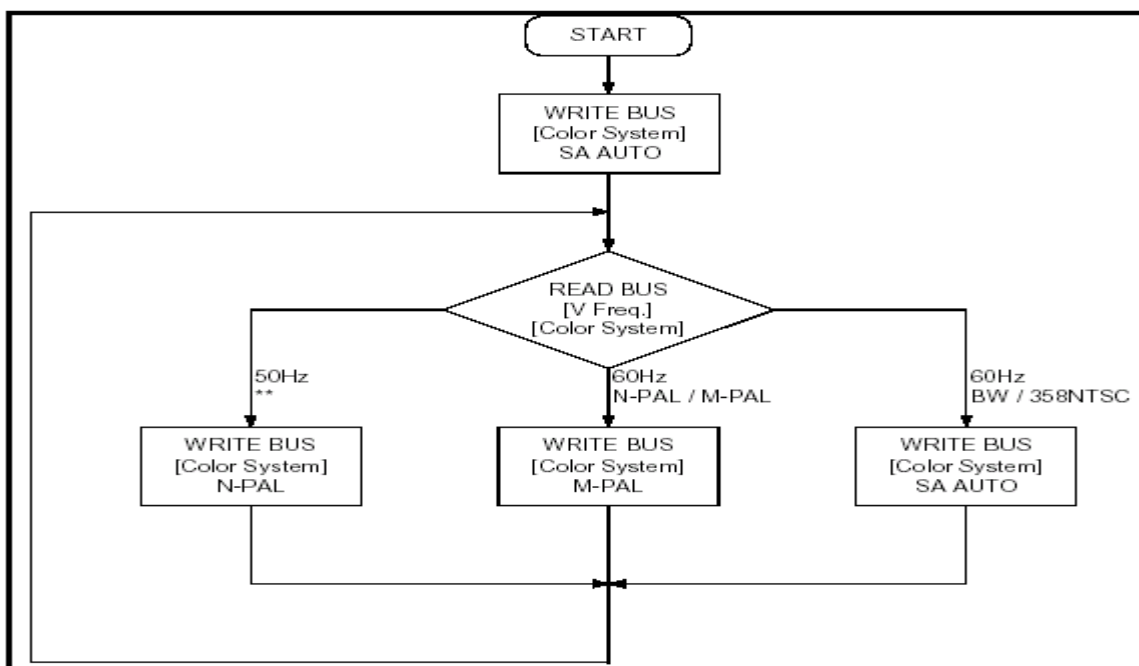 START
WRITE BUS
[Color System]
SA AUTO
READ BUS
[V Freq.]
[Color System]
50Hz
**
60Hz
N-PAL / M-PAL
60Hz
BW / 358NTSC
WRITE BUS
[Color System]
N-PAL
WRITE BUS
[Color System]
M-PAL
WRITE BUS
[Color System]
SA AUTO